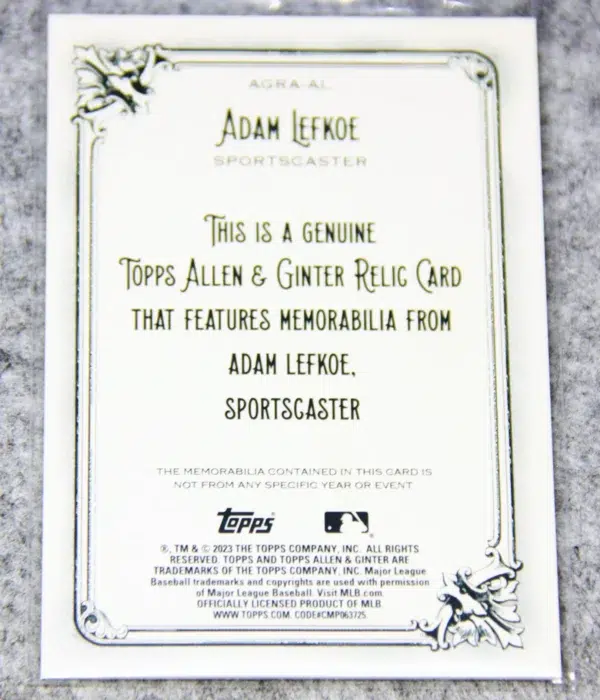 AGRA-AL
ADAM LEFKOE
SPORTSCASTER
THIS IS A GENUINE
TOPPS ALLEN & GINTER RELIC CARD
THAT FEATURES MEMORABILIA FROM
ADAM LEFKOE,
SPORTSCASTER
THE MEMORABILIA CONTAINED IN THIS CARD IS
NOT FROM ANY SPECIFIC YEAR OR EVENT
Topps
®, TM & © 2023 THE TOPPS COMPANY, INC. ALL RIGHTS
RESERVED. TOPPS AND TOPPS ALLEN & GINTER ARE
TRADEMARKS OF THE TOPPS COMPANY, INC. Major League
Baseball trademarks and copyrights are used with permission
of Major League Baseball. Visit MLB.com
OFFICIALLY LICENSED PRODUCT OF MLB
WWW.TOPPS.COM. CODE#CMP063725.